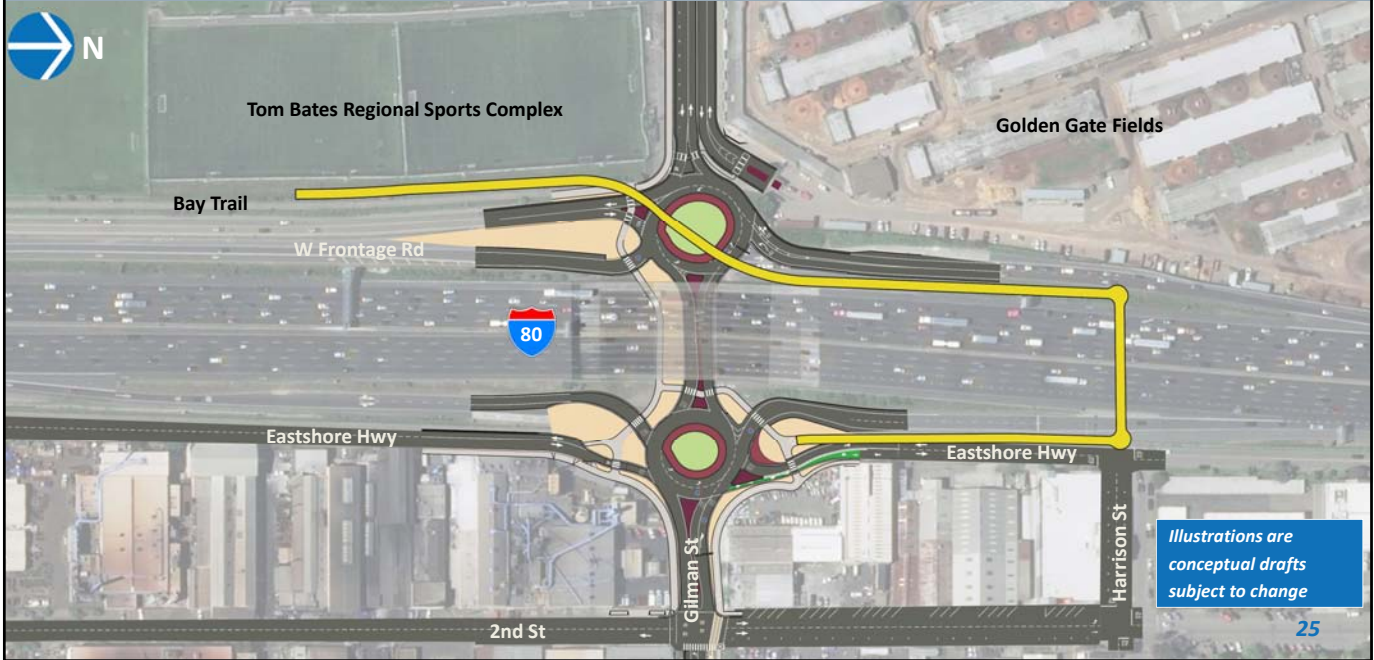 N
Tom Bates Regional Sports Complex
Golden Gate Fields
Bay Trail
W Frontage Rd
80
Eastshore Hwy
Eastshore Hwy
Gilman St
Harrison St
2nd St
Illustrations are
conceptual drafts
subject to change
25